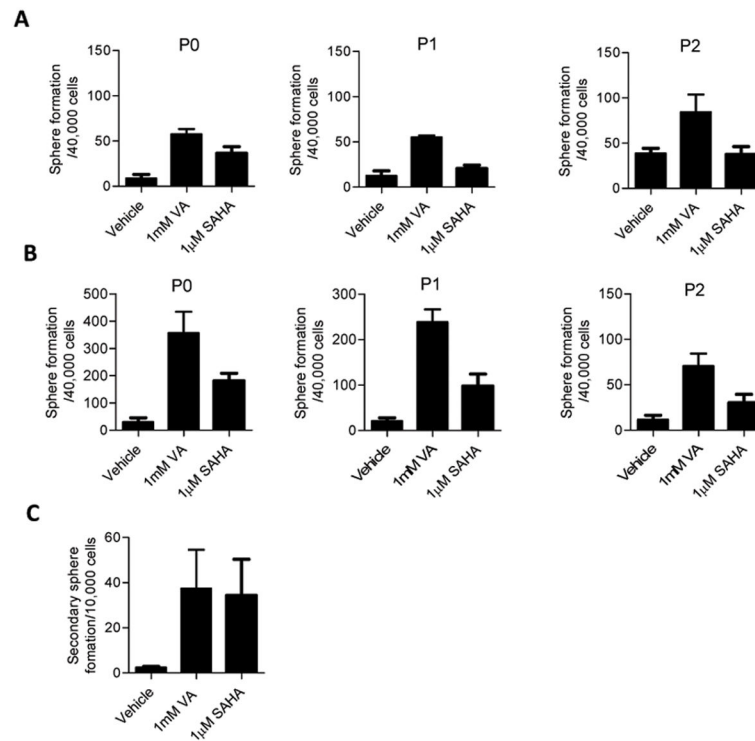 A
P0
P1
P2
Sphere formation
/40,000 cells
150
100
50
0
Vehicle
1mM VA
1µM SAHA
Sphere formation
/40,000 cells
150
100
50
0
Vehicle
1mM VA
1µM SAHA
Sphere formation
/40,000 cells
150
100
50
0
Vehicle
1mM VA
1µM SAHA
B
P0
P1
P2
Sphere formation
/40,000 cells
500
400
300
200
100
0
Vehicle
1mM VA
1µM SAHA
Sphere formation
/40,000 cells
300
200
100
0
Vehicle
1mM VA
1µM SAHA
Sphere formation
/40,000 cells
150
100
50
0
Vehicle
1mM VA
1µM SAHA
C
Secondary sphere
fomation/10,000 cells
60
40
20
0
Vehicle
1mM VA
1µM SAHA